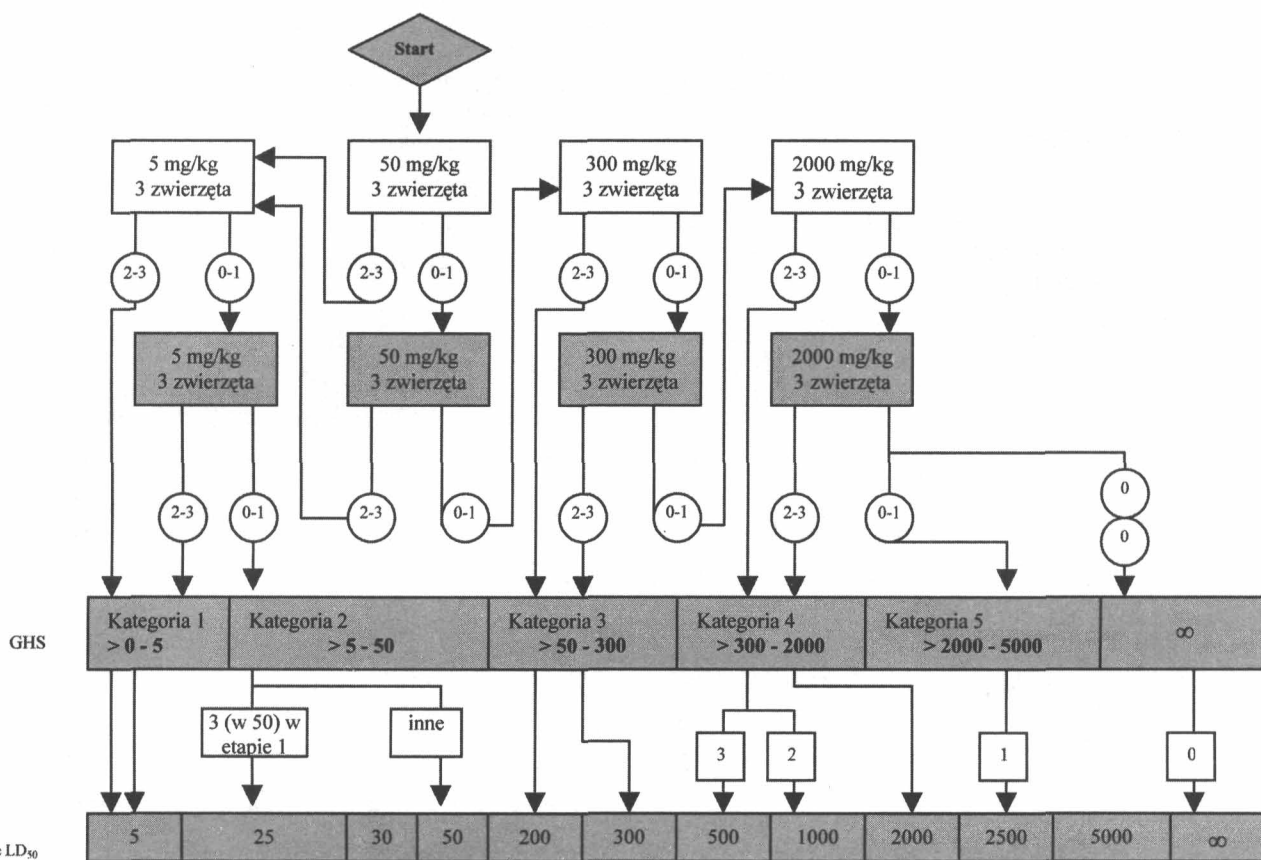 Start
5 mg/kg
3 zwierzęta
50 mg/kg
3 zwierzęta
300 mg/kg
3 zwierzęta
2000 mg/kg
3 zwierzęta
2-3
0-1
2-3
0-1
2-3
0-1
2-3
0-1
5 mg/kg
3 zwierzęta
50 mg/kg
3 zwierzęta
300 mg/kg
3 zwierzęta
2000 mg/kg
3 zwierzęta
2-3
0-1
2-3
0-1
2-3
0-1
2-3
0-1
0
0
GHS
Kategoria 1
> 0 - 5
Kategoria 2
> 5 - 50
Kategoria 3
> 50 - 300
Kategoria 4
> 300 - 2000
Kategoria 5
> 2000 - 5000
∞
3 (w 50) w
etapie 1
inne
3
2
1
0
LD₅₀
5
25
30
50
200
300
500
1000
2000
2500
5000
∞